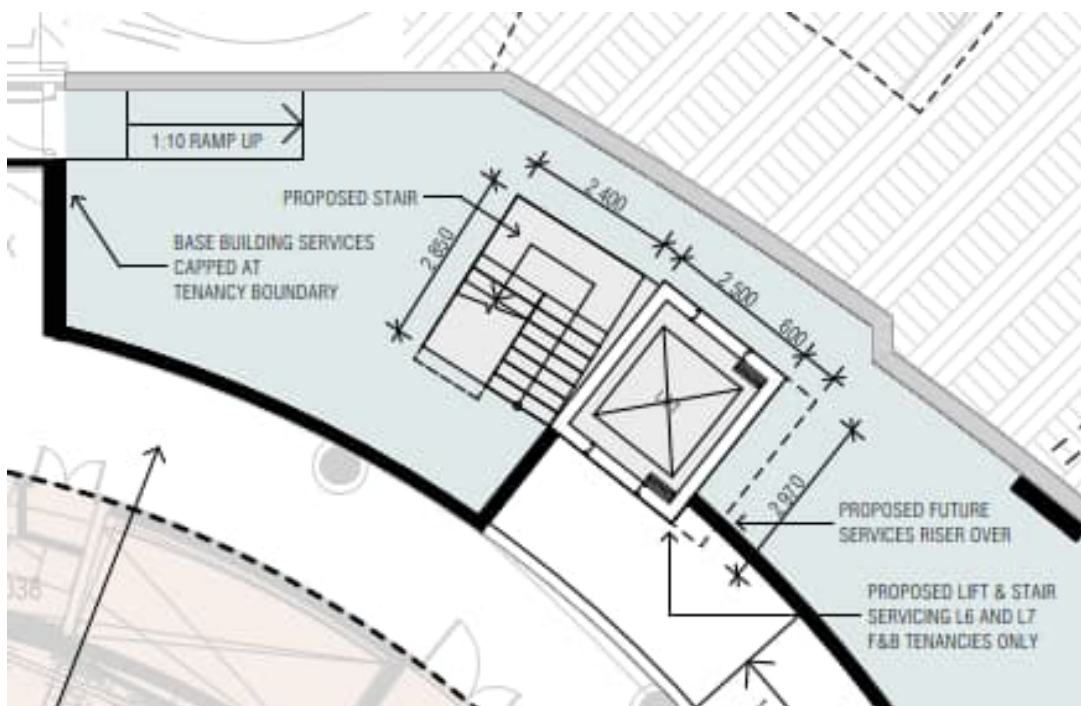 1:10 RAMP UP
PROPOSED STAIR
BASE BUILDING SERVICES
CAPPED AT
TENANCY BOUNDARY
2 400
2 850
2 500
600
2 970
PROPOSED FUTURE
SERVICES RISER OVER
PROPOSED LIFT & STAIR
SERVICING L6 AND L7
F&B TENANCIES ONLY